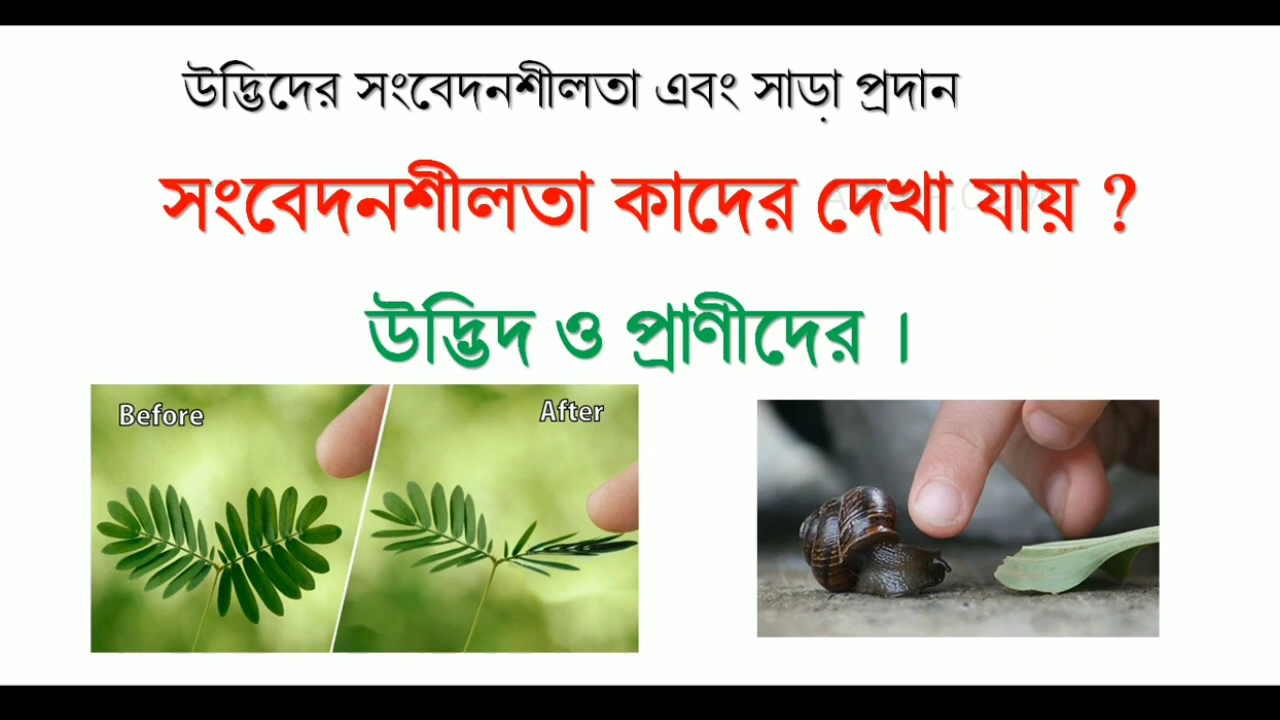 উদ্ভিদের সংবেদনশীলতা এবং সাড়া প্রদান
সংবেদনশীলতা কাদের দেখা যায় ?
উদ্ভিদ ও প্রাণীদের ।
Before
After